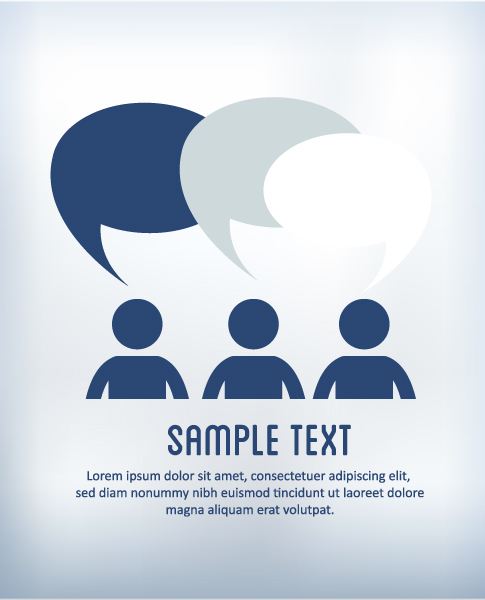 SAMPLE TEXT
Lorem ipsum dolor sit amet, consectetuer adipiscing elit,
sed diam nonummy nibh euismod tincidunt ut laoreet dolore
magna aliquam erat volutpat.